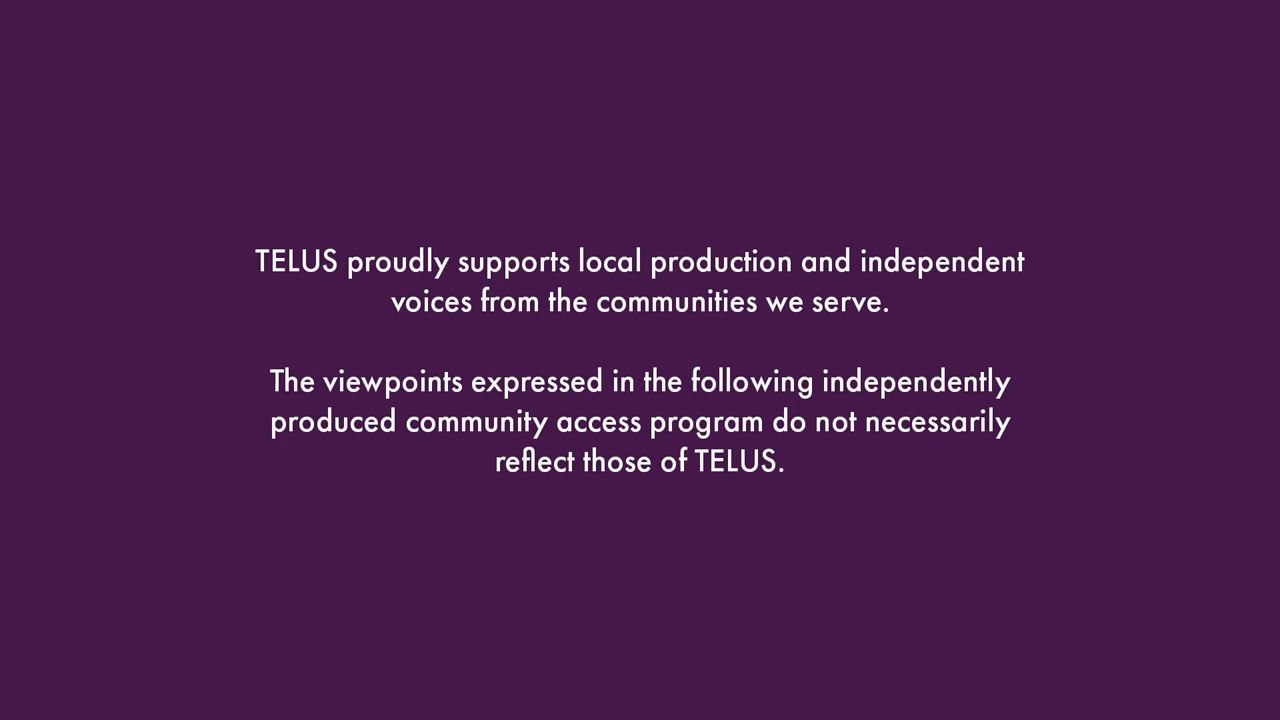 TELUS proudly supports local production and independent
voices from the communities we serve.
The viewpoints expressed in the following independently
produced community access program do not necessarily
reflect those of TELUS.